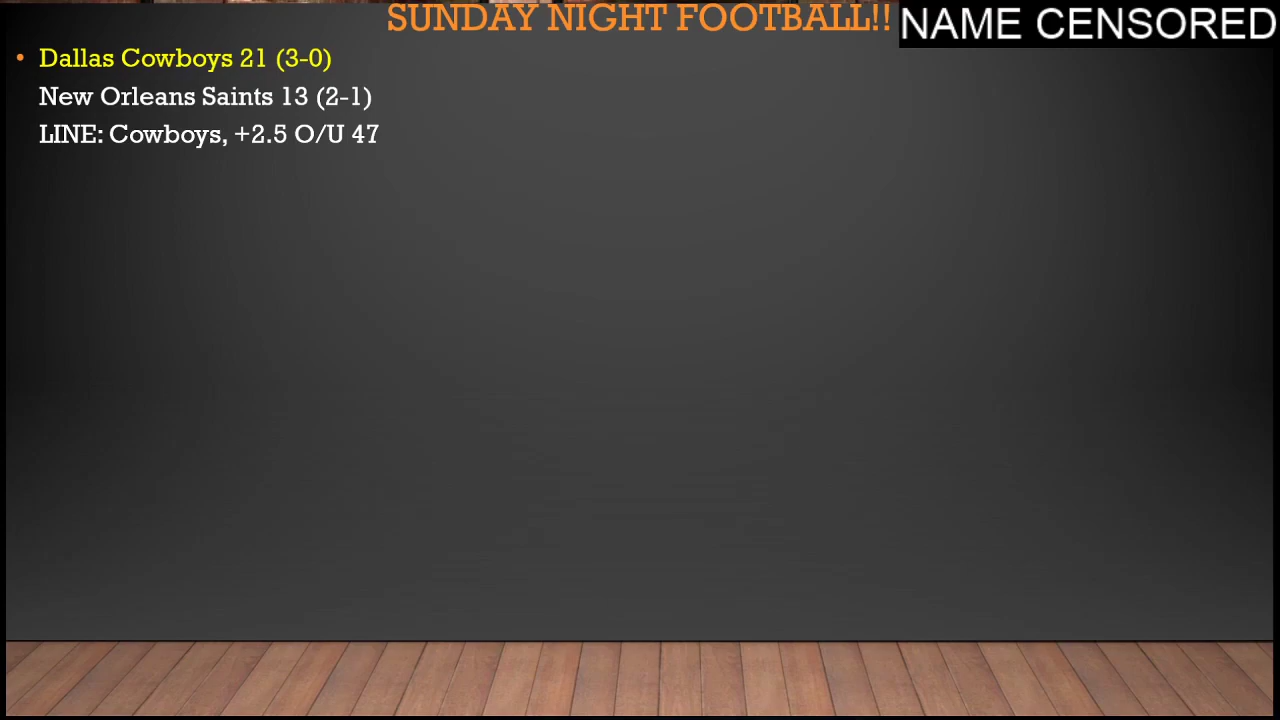 SUNDAY NIGHT FOOTBALL!!
NAME CENSORED
• Dallas Cowboys 21 (3-0)
New Orleans Saints 13 (2-1)
LINE: Cowboys, +2.5 O/U 47